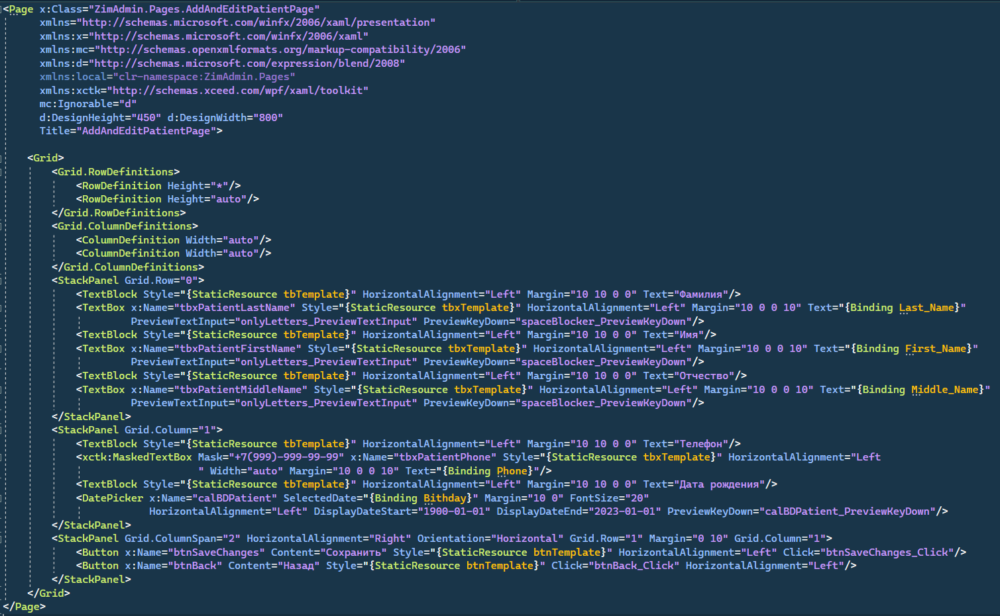 <Page x:Class="ZimAdmin.Pages.AddAndEditPatientPage"
xmlns="http://schemas.microsoft.com/winfx/2006/xaml/presentation"
xmlns:x="http://schemas.microsoft.com/winfx/2006/xaml"
xmlns:mc="http://schemas.openxmlformats.org/markup-compatibility/2006"
xmlns:d="http://schemas.microsoft.com/expression/blend/2008"
xmlns:local="clr-namespace:ZimAdmin.Pages"
xmlns:xctk="http://schemas.xceed.com/wpf/xaml/toolkit"
mc:Ignorable="d"
d:DesignHeight="450" d:DesignWidth="800"
Title="AddAndEditPatientPage">
<Grid>
<Grid.RowDefinitions>
<RowDefinition Height="*"/>
<RowDefinition Height="auto"/>
</Grid.RowDefinitions>
<Grid.ColumnDefinitions>
<ColumnDefinition Width="auto"/>
<ColumnDefinition Width="auto"/>
</Grid.ColumnDefinitions>
<StackPanel Grid.Row="0">
<TextBlock Style="{StaticResource tbTemplate}" HorizontalAlignment="Left" Margin="10 10 0 0" Text="Фамилия"/>
<TextBox x:Name="tbxPatientLastName" Style="{StaticResource tbxTemplate}" HorizontalAlignment="Left" Margin="10 0 0 10" Text="{Binding Last_Name}"
PreviewTextInput="onlyLetters_PreviewTextInput" PreviewKeyDown="spaceBlocker_PreviewKeyDown"/>
<TextBlock Style="{StaticResource tbTemplate}" HorizontalAlignment="Left" Margin="10 10 0 0" Text="Имя"/>
<TextBox x:Name="tbxPatientFirstName" Style="{StaticResource tbxTemplate}" HorizontalAlignment="Left" Margin="10 0 0 10" Text="{Binding First_Name}"
PreviewTextInput="onlyLetters_PreviewTextInput" PreviewKeyDown="spaceBlocker_PreviewKeyDown"/>
<TextBlock Style="{StaticResource tbTemplate}" HorizontalAlignment="Left" Margin="10 10 0 0" Text="Отчество"/>
<TextBox x:Name="tbxPatientMiddleName" Style="{StaticResource tbxTemplate}" HorizontalAlignment="Left" Margin="10 0 0 10" Text="{Binding Middle_Name}"
PreviewTextInput="onlyLetters_PreviewTextInput" PreviewKeyDown="spaceBlocker_PreviewKeyDown"/>
</StackPanel>
<StackPanel Grid.Column="1">
<TextBlock Style="{StaticResource tbTemplate}" HorizontalAlignment="Left" Margin="10 10 0 0" Text="Телефон"/>
<xctk:MaskedTextBox Mask="+7(999)-999-99-99" x:Name="tbxPatientPhone" Style="{StaticResource tbxTemplate}" HorizontalAlignment="Left
" Width="auto" Margin="10 0 0 10" Text="{Binding Phone}"/>
<TextBlock Style="{StaticResource tbTemplate}" HorizontalAlignment="Left" Margin="10 10 0 0" Text="Дата рождения"/>
<DatePicker x:Name="calBDPatient" SelectedDate="{Binding Bithday}" Margin="10 0" FontSize="20"
HorizontalAlignment="Left" DisplayDateStart="1900-01-01" DisplayDateEnd="2023-01-01" PreviewKeyDown="calBDPatient_PreviewKeyDown"/>
</StackPanel>
<StackPanel Grid.ColumnSpan="2" HorizontalAlignment="Right" Orientation="Horizontal" Grid.Row="1" Margin="0 10" Grid.Column="1">
<Button x:Name="btnSaveChanges" Content="Сохранить" Style="{StaticResource btnTemplate}" HorizontalAlignment="Left" Click="btnSaveChanges_Click"/>
<Button x:Name="btnBack" Content="Назад" Style="{StaticResource btnTemplate}" Click="btnBack_Click" HorizontalAlignment="Left"/>
</StackPanel>
</Grid>
</Page>